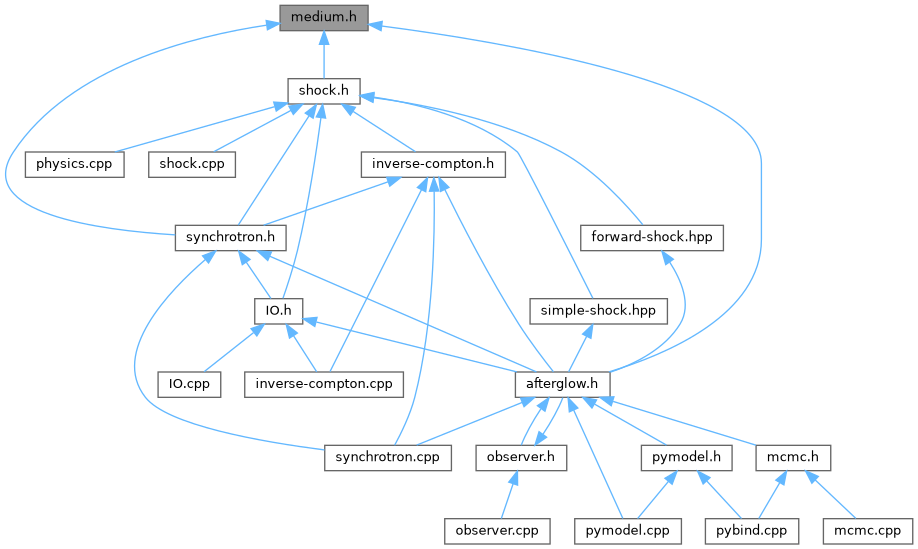 medium.h
shock.h
physics.cpp
shock.cpp
inverse-compton.h
synchrotron.h
forward-shock.hpp
IO.h
simple-shock.hpp
IO.cpp
inverse-compton.cpp
afterglow.h
synchrotron.cpp
observer.h
pymodel.h
mcmc.h
observer.cpp
pymodel.cpp
pybind.cpp
mcmc.cpp